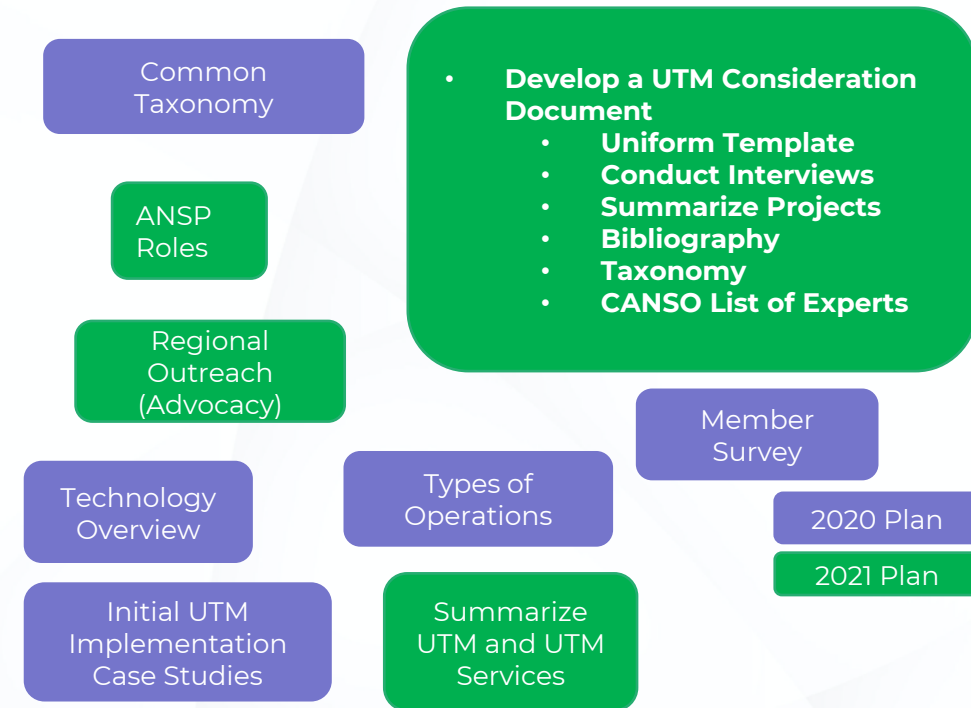 Common
Taxonomy
• Develop a UTM Consideration
Document
• Uniform Template
• Conduct Interviews
• Summarize Projects
• Bibliography
• Taxonomy
• CANSO List of Experts
ANSP
Roles
Regional
Outreach
(Advocacy)
Member
Survey
Technology
Overview
Types of
Operations
2020 Plan
2021 Plan
Initial UTM
Implementation
Case Studies
Summarize
UTM and UTM
Services